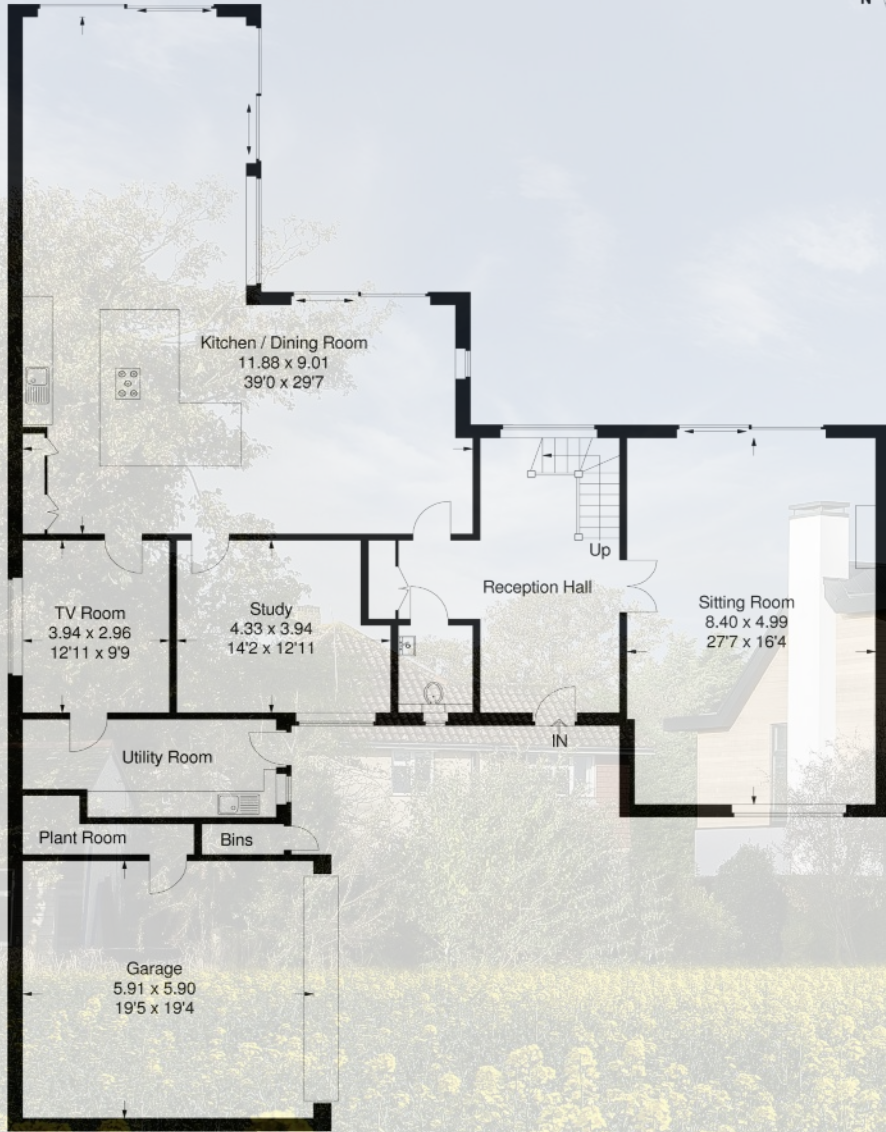 N
Kitchen / Dining Room
11.88 x 9.01
39'0 x 29'7
Up
Reception Hall
TV Room
3.94 x 2.96
12'11 x 9'9
Study
4.33 x 3.94
14'2 x 12'11
Sitting Room
8.40 x 4.99
27'7 x 16'4
IN
Utility Room
Plant Room
Bins
Garage
5.91 x 5.90
19'5 x 19'4